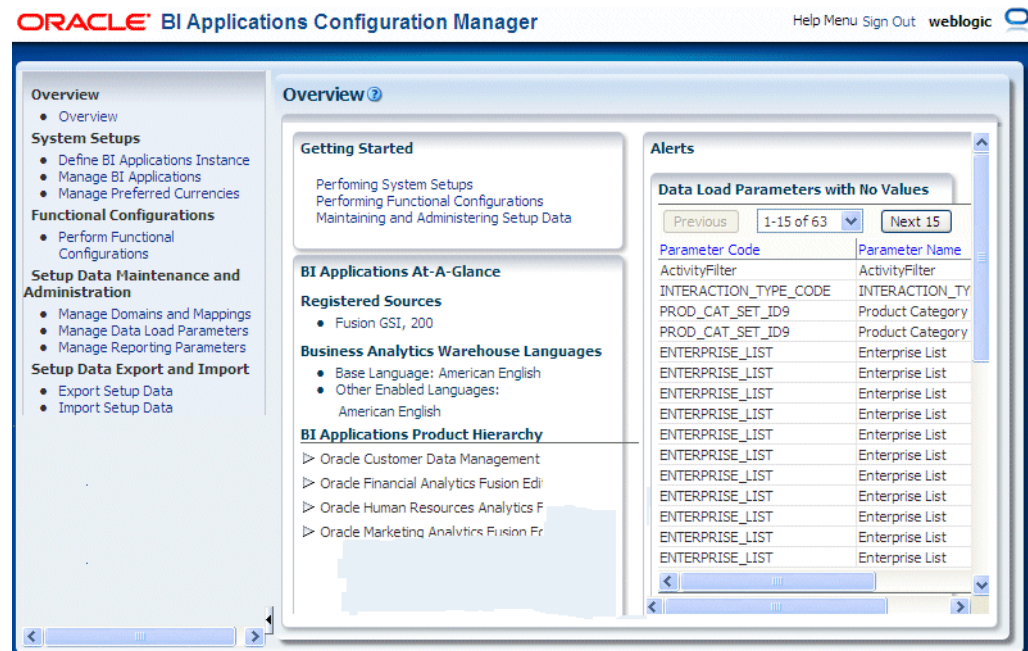 ORACLE BI Applications Configuration Manager
Help Menu Sign Out weblogic
Overview
Overview
System Setups
Define BI Applications Instance
Manage BI Applications
Manage Preferred Currencies
Functional Configurations
Perform Functional
Configurations
Setup Data Maintenance and
Administration
Manage Domains and Mappings
Manage Data Load Parameters
Manage Reporting Parameters
Setup Data Export and Import
Export Setup Data
Import Setup Data
Overview
Getting Started
Perfoming System Setups
Performing Functional Configurations
Maintaining and Administering Setup Data
BI Applications At-A-Glance
Registered Sources
Fusion GSI, 200
Business Analytics Warehouse Languages
Base Language: American English
Other Enabled Languages:
American English
BI Applications Product Hierarchy
Oracle Customer Data Management
Oracle Financial Analytics Fusion Edi
Oracle Human Resources Analytics F
Oracle Marketing Analytics Fusion Ec
Alerts
Data Load Parameters with No Values
Previous 1-15 of 63 Next 15
Parameter Code Parameter Name
ActivityFilter ActivityFilter
INTERACTION_TYPE_CODE INTERACTION_TY
PROD_CAT_SET_ID9 Product Category
PROD_CAT_SET_ID9 Product Category
ENTERPRISE_LIST Enterprise List
ENTERPRISE_LIST Enterprise List
ENTERPRISE_LIST Enterprise List
ENTERPRISE_LIST Enterprise List
ENTERPRISE_LIST Enterprise List
ENTERPRISE_LIST Enterprise List
ENTERPRISE_LIST Enterprise List
ENTERPRISE_LIST Enterprise List
ENTERPRISE_LIST Enterprise List
ENTERPRISE_LIST Enterprise List
ENTERPRISE_LIST Enterprise List